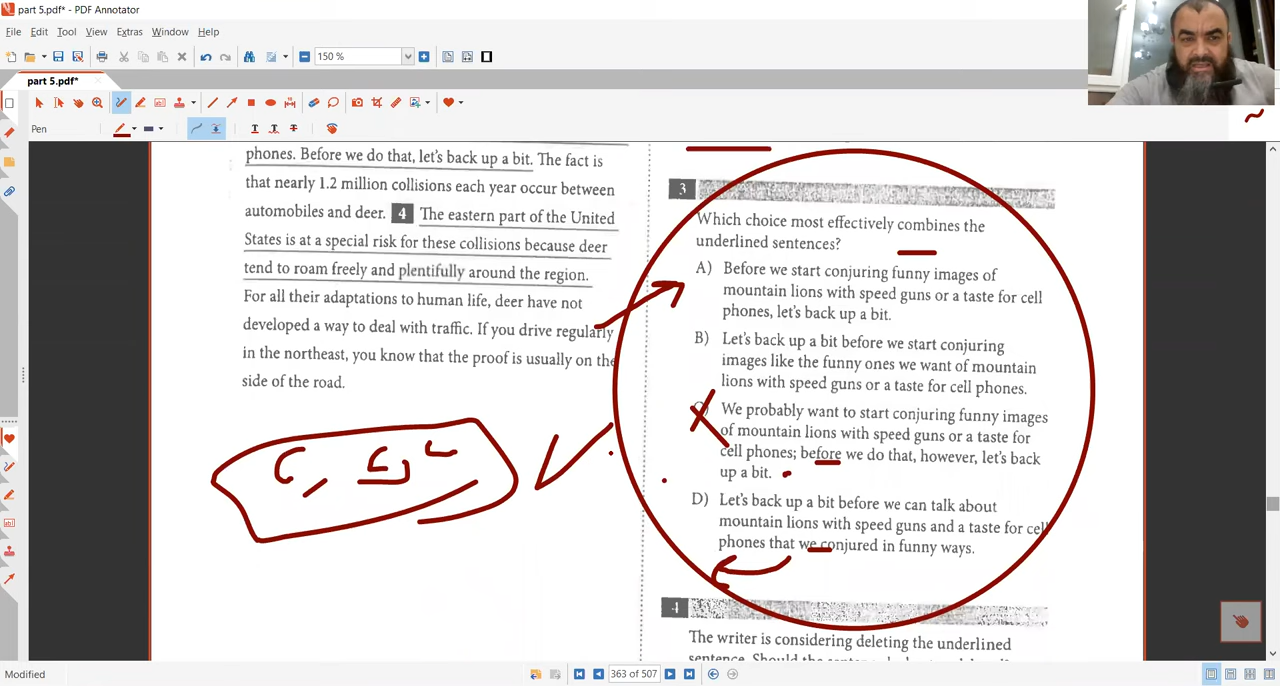 part 5.pdf* - PDF Annotator
File Edit Tool View Extras Window Help
150 %
part 5.pdf*
Pen
phones. Before we do that, let's back up a bit. The fact is
that nearly 1.2 million collisions each year occur between
automobiles and deer. 4 The eastern part of the United
States is at a special risk for these collisions because deer
tend to roam freely and plentifully around the region.
For all their adaptations to human life, deer have not
developed a way to deal with traffic. If you drive regularly
in the northeast, you know that the proof is usually on the
side of the road.
3
Which choice most effectively combines the
underlined sentences?
A) Before we start conjuring funny images of
mountain lions with speed guns or a taste for cell
phones, let's back up a bit.
B) Let's back up a bit before we start conjuring
images like the funny ones we want of mountain
lions with speed guns or a taste for cell phones.
C) We probably want to start conjuring funny images
of mountain lions with speed guns or a taste for
cell phones; before we do that, however, let's back
up a bit.
D) Let's back up a bit before we can talk about
mountain lions with speed guns and a taste for cell
phones that we conjured in funny ways.
4
The writer is considering deleting the underlined
Modified
363 of 507